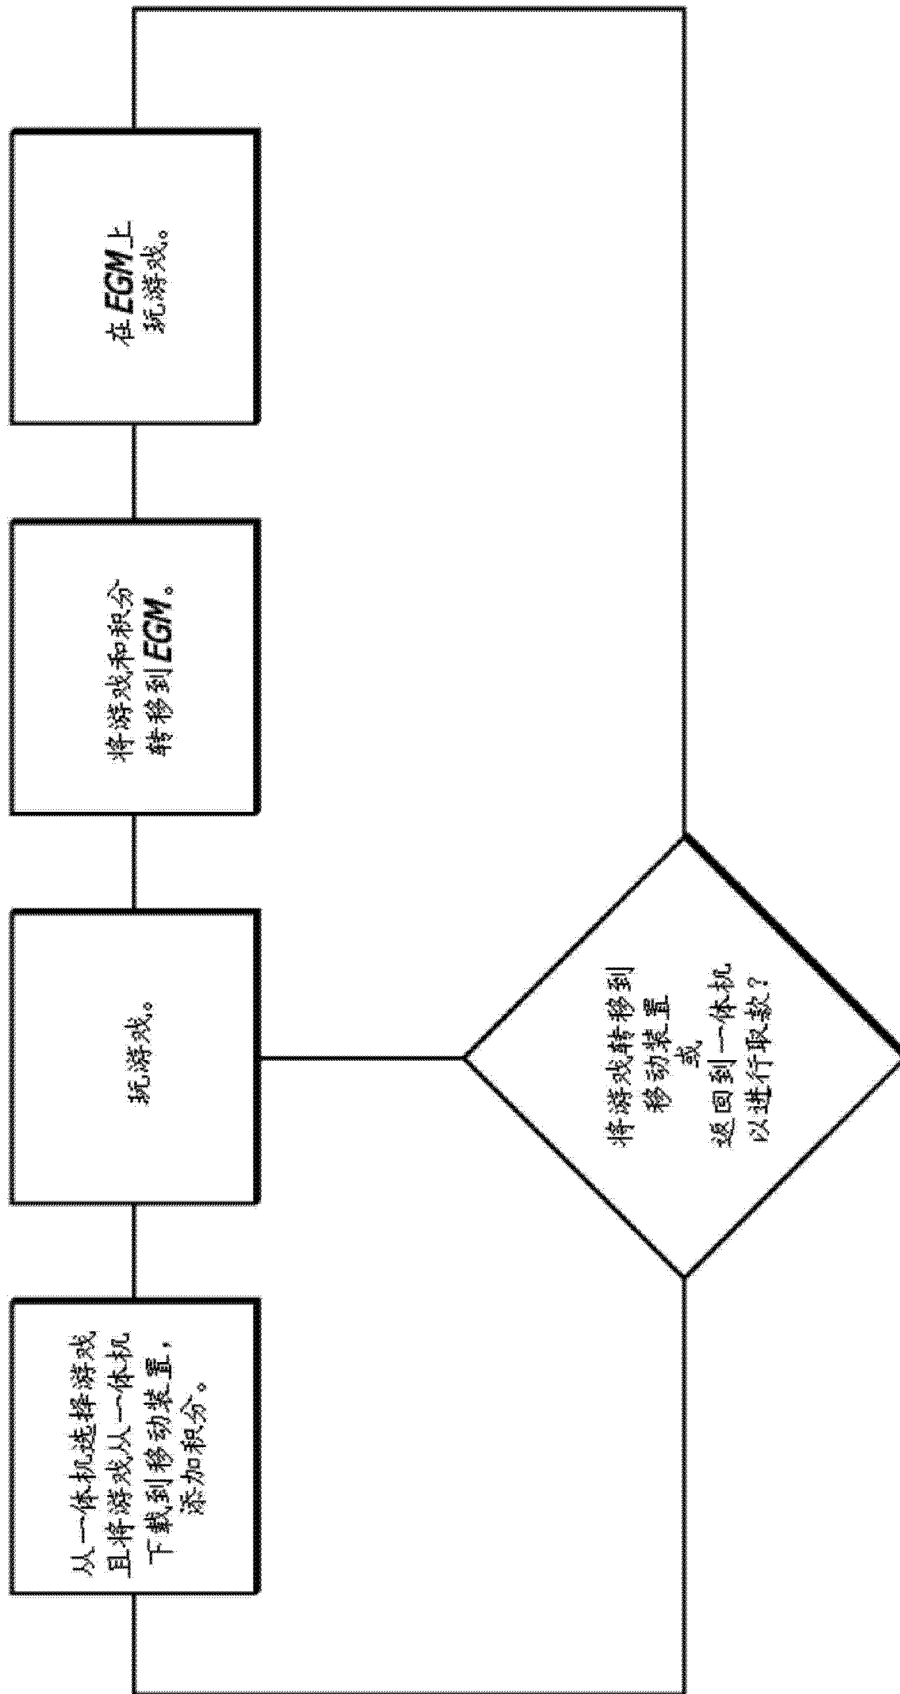 从一体机选择游戏
且将游戏从一体机
下载到移动装置，
添加积分。
玩游戏。
将游戏和积分
转移到EGM。
在EGM上
玩游戏。
将游戏转移到
移动装置
或
返回到一体机
以进行取款？